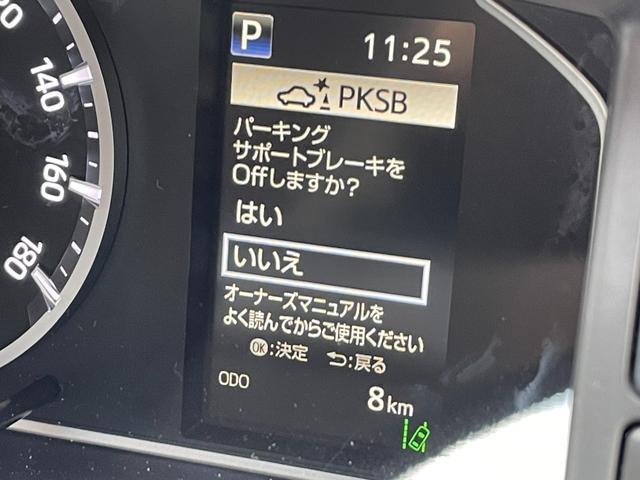 140
160
180
P 11:25
PKSB
パーキング
サポートブレーキを
Offしますか?
はい
いいえ
オーナーズマニュアルを
よく読んでからご使用ください
OK:決定 :戻る
ODO
8km